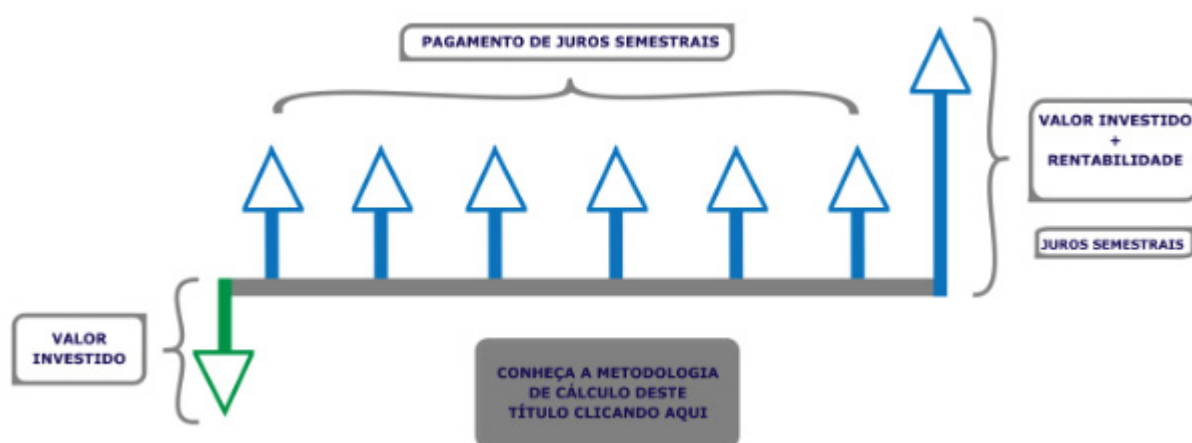 PAGAMENTO DE JUROS SEMESTRAIS
VALOR INVESTIDO
+
RENTABILIDADE
JUROS SEMESTRAIS
VALOR
INVESTIDO
CONHEÇA A METODOLOGIA
DE CÁLCULO DESTE
TÍTULO CLICANDO AQUI